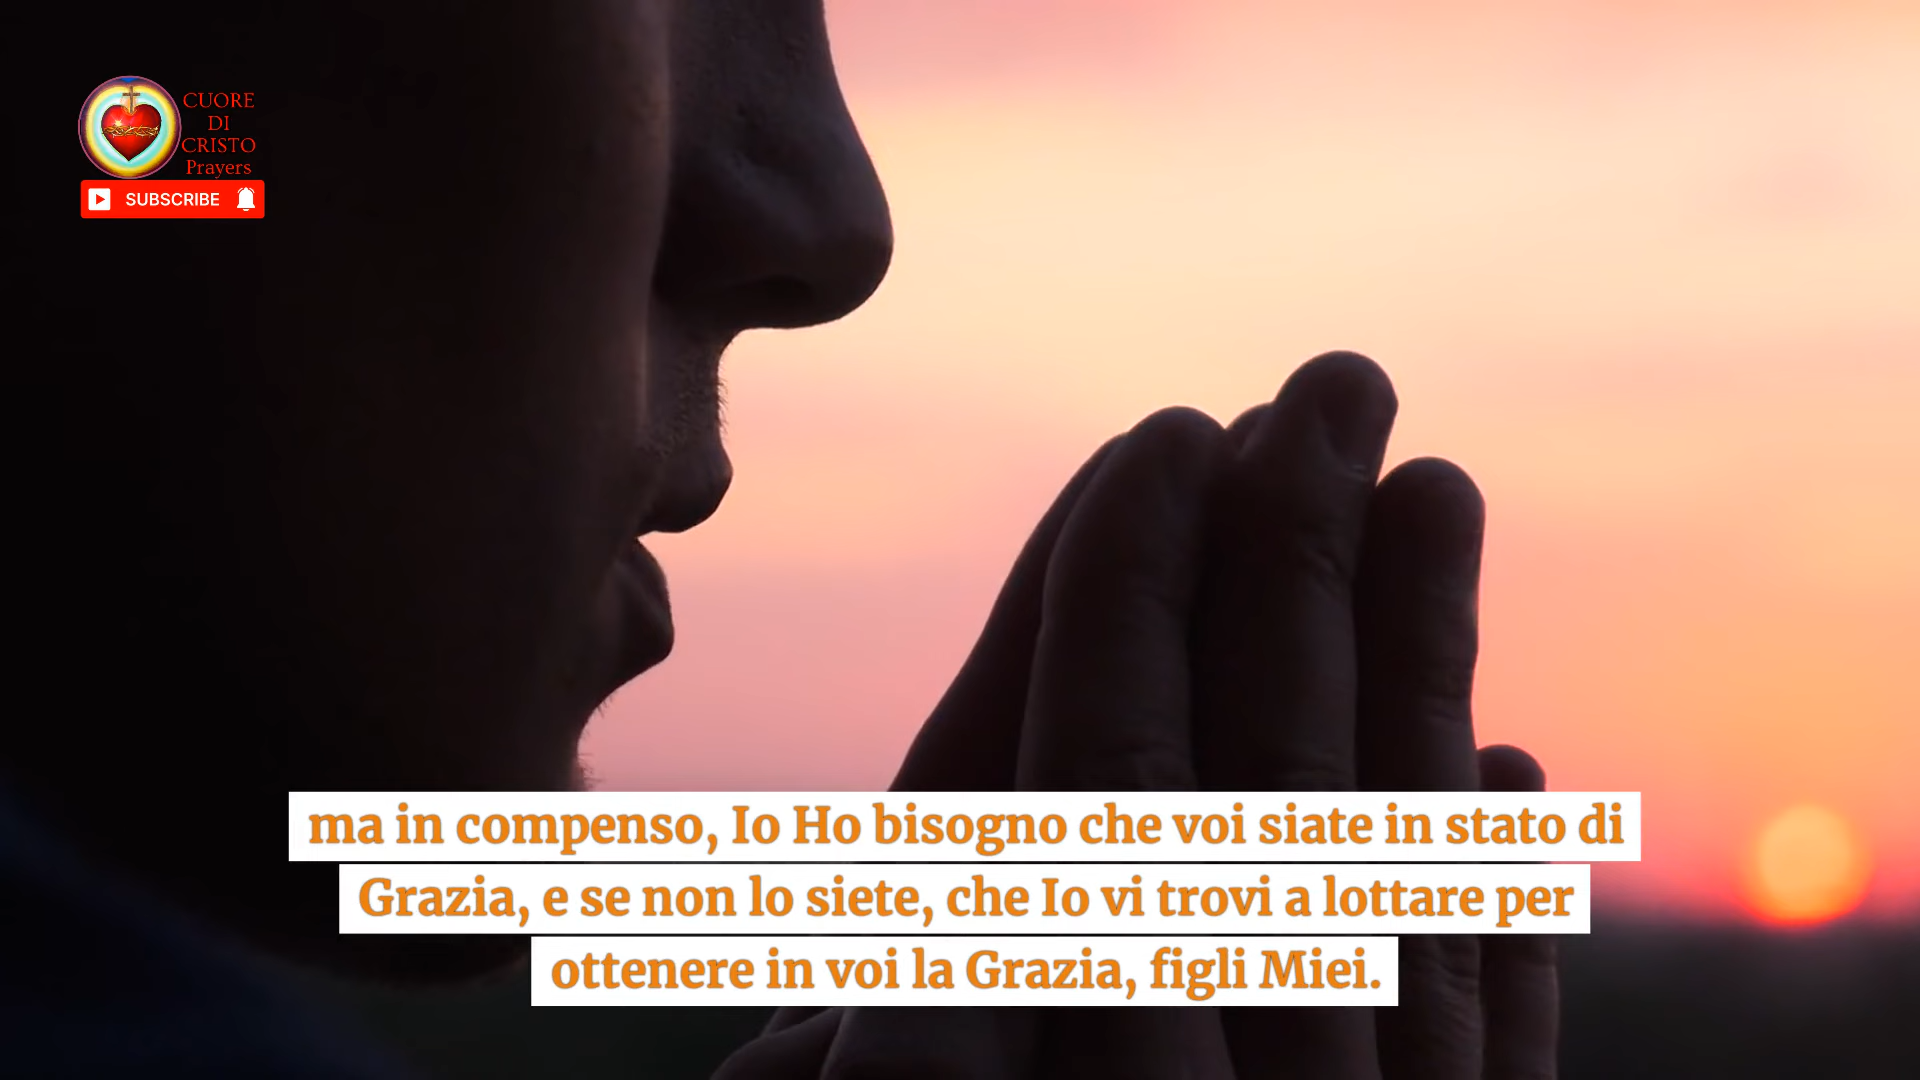 CUORE
DI
CRISTO
Prayers
SUBSCRIBE
ma in compenso, Io Ho bisogno che voi siate in stato di
Grazia, e se non lo siete, che Io vi trovi a lottare per
ottenere in voi la Grazia, figli Miei.